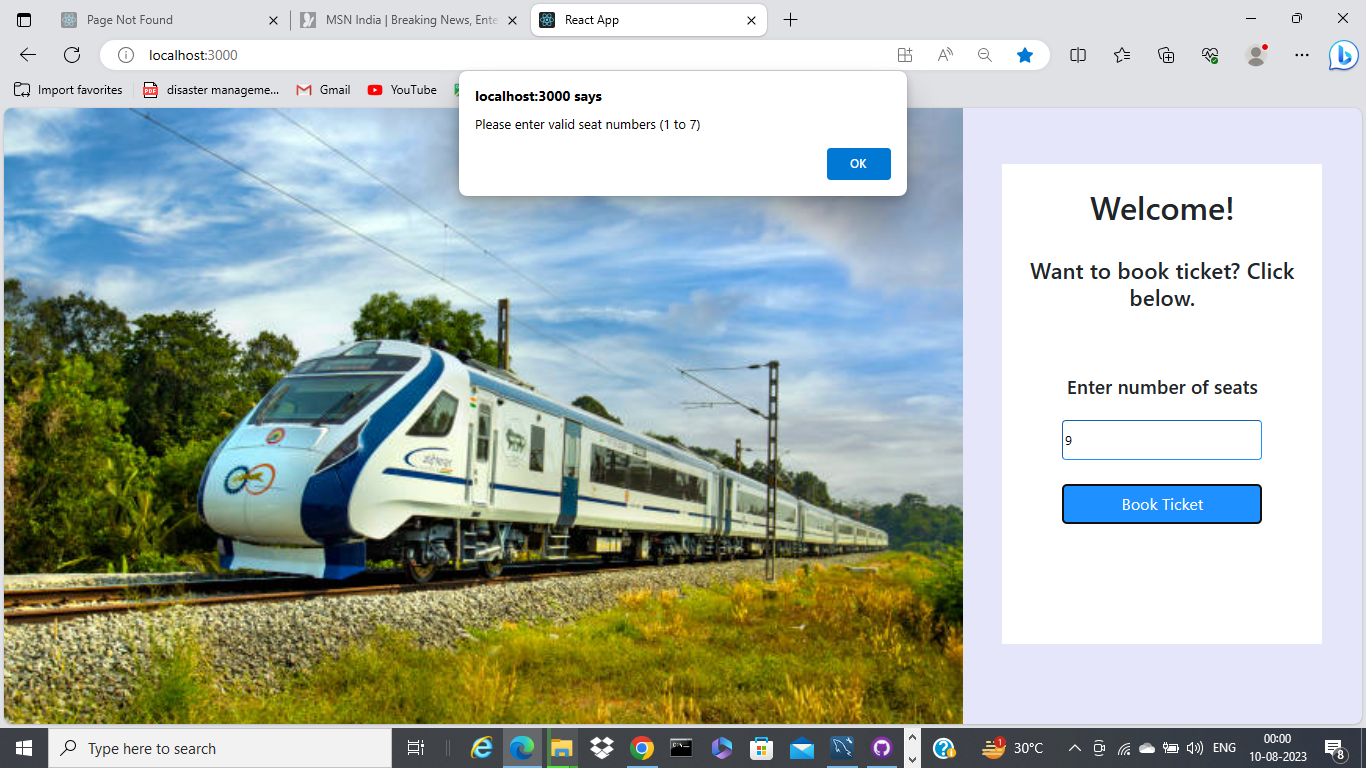 Page Not Found
MSN India | Breaking News, Ente
React App
localhost:3000
Import favorites
disaster manageme...
Gmail
YouTube
localhost:3000 says
Please enter valid seat numbers (1 to 7)
OK
Welcome!
Want to book ticket? Click
below.
Enter number of seats
9
Book Ticket
Type here to search
1
30°C
ENG
00:00
10-08-2023
8